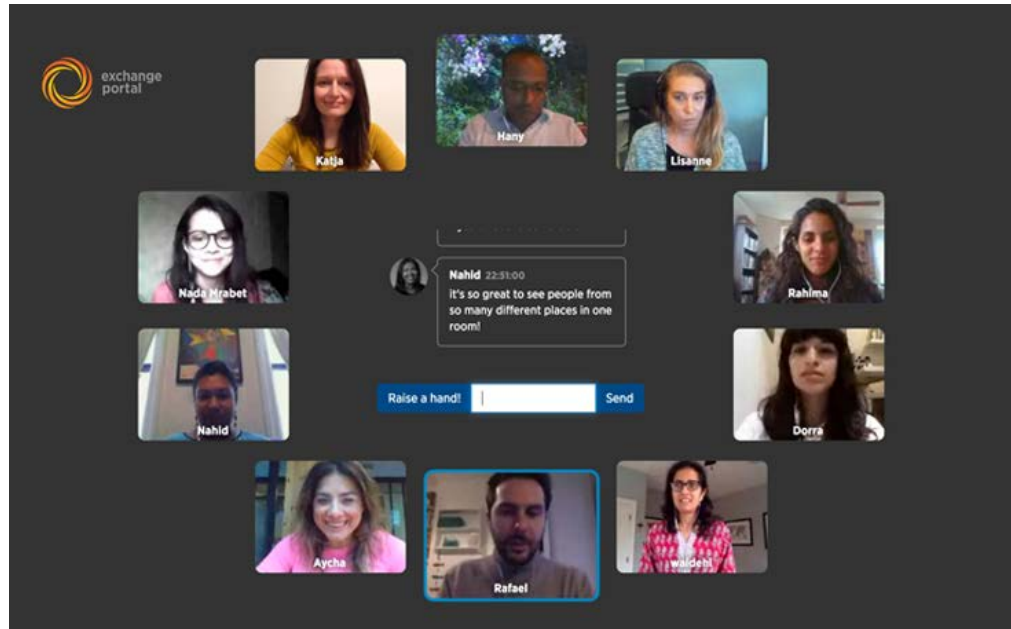 exchange
portal
Katja
Hany
Lisanne
Nada Mrabet
Rahima
Nahid 22:51:00
it's so great to see people from
so many different places in one
room!
Nahid
Raise a hand!
Send
Dorra
Aycha
Rafael
waidehi